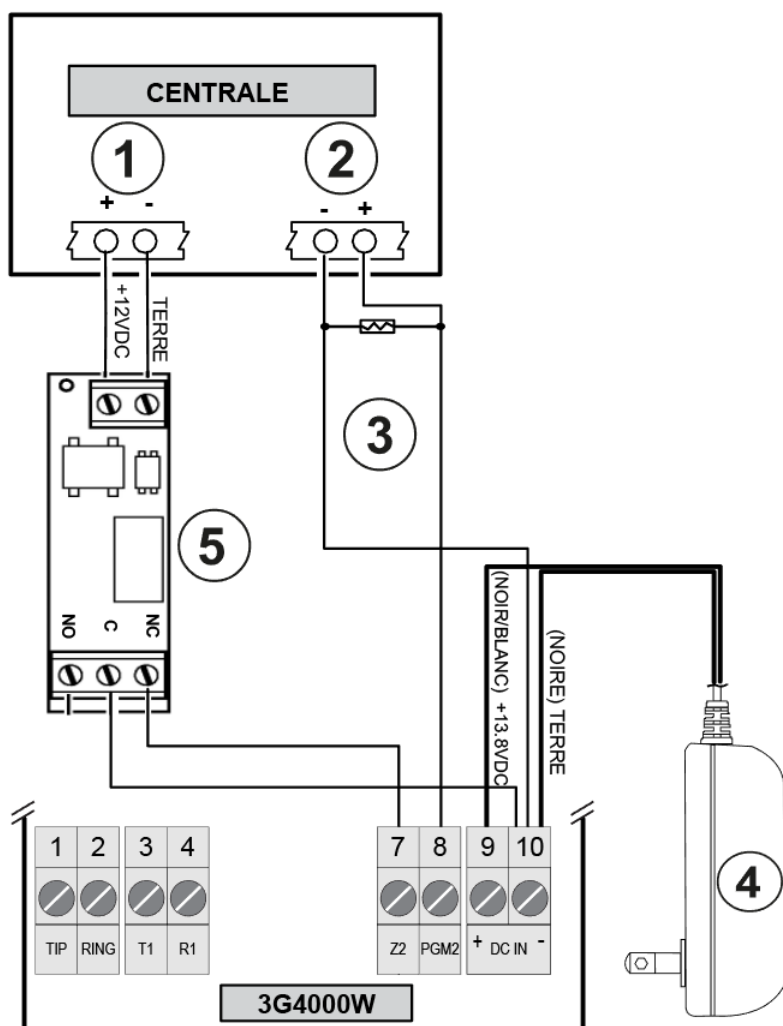 CENTRALE
1
2
+ -
- +
+12VDC
TERRE
3
5
NO C NC
(NOIR/BLANC) +13.8VDC
(NOIRE) TERRE
4
1 2 3 4 7 8 9 10
TIP RING T1 R1 Z2 PGM2 + DC IN -
3G4000W